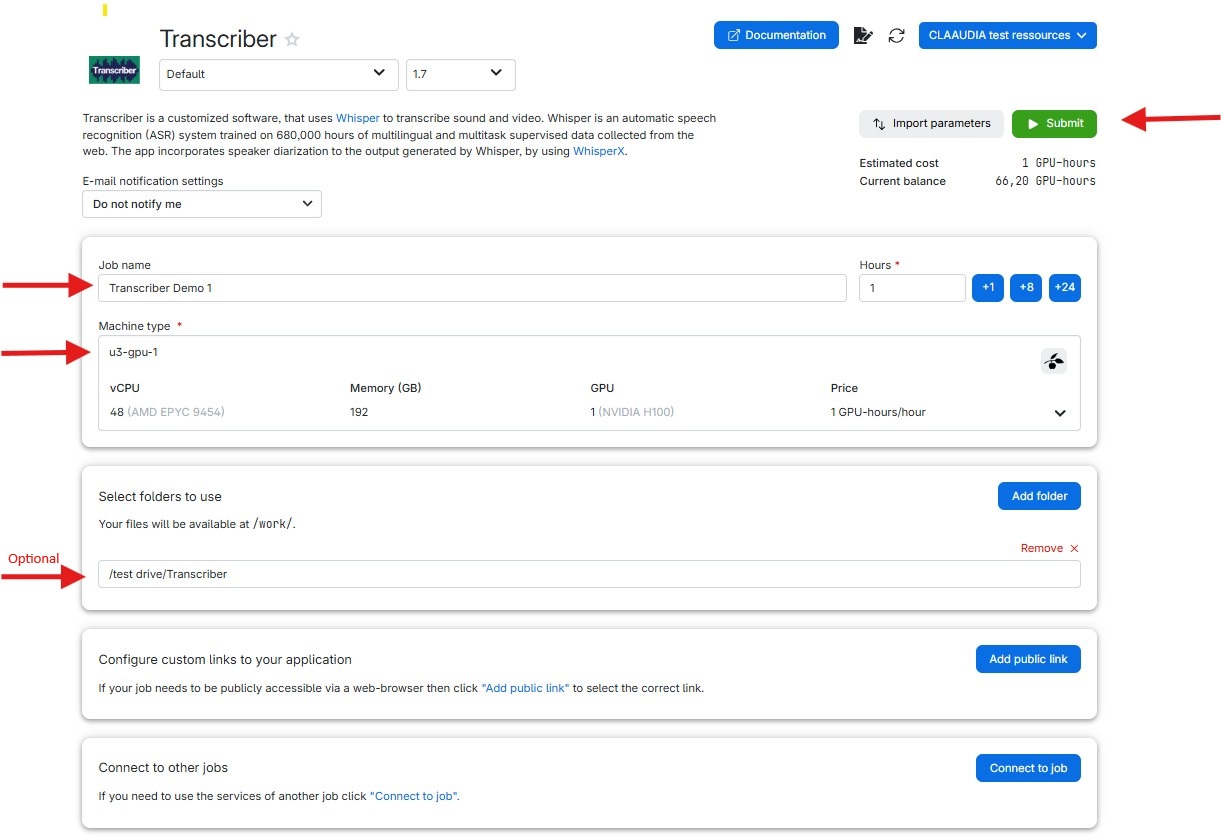 Transcriber
Documentation
CLAAUDIA test ressources
Transcriber
Default
1.7
Transcriber is a customized software, that uses Whisper to transcribe sound and video. Whisper is an automatic speech
recognition (ASR) system trained on 680,000 hours of multilingual and multitask supervised data collected from the
web. The app incorporates speaker diarization to the output generated by Whisper, by using WhisperX.
Import parameters
Submit
Estimated cost 1 GPU-hours
Current balance 66,20 GPU-hours
E-mail notification settings
Do not notify me
Job name
Hours *
Transcriber Demo 1
1
+1
+8
+24
Machine type *
u3-gpu-1
vCPU Memory (GB) GPU Price
48 (AMD EPYC 9454) 192 1 (NVIDIA H100) 1 GPU-hours/hour
Select folders to use
Add folder
Your files will be available at /work/.
Remove ×
Optional
/test drive/Transcriber
Configure custom links to your application
Add public link
If your job needs to be publicly accessible via a web-browser then click "Add public link" to select the correct link.
Connect to other jobs
Connect to job
If you need to use the services of another job click "Connect to job".